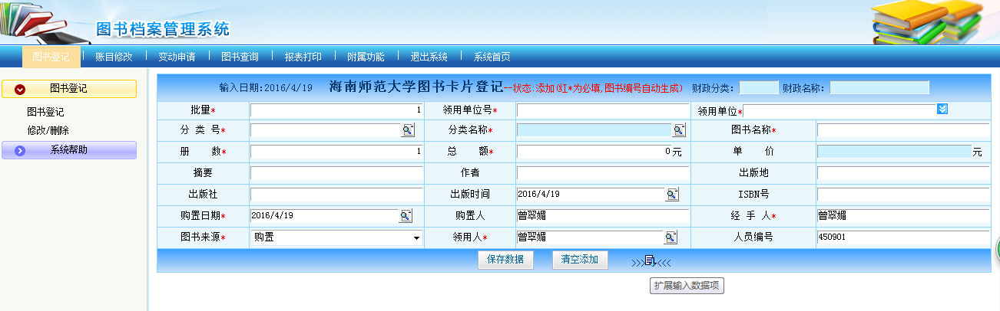 图书档案管理系统
图书登记 账目修改 变动申请 图书查询 报表打印 附属功能 退出系统 系统首页
图书登记
图书登记
修改/删除
系统帮助
输入日期:2016/4/19 海南师范大学图书卡片登记--状态:添加(红*为必填,图书编号自动生成) 财政分类: 财政名称:
批量* 1 领用单位号* 领用单位*
分 类 号* 分类名称* 图书名称*
册 数* 1 总 额* 0 元 单 价 元
摘要 作者 出版地
出版社 出版时间 2016/4/19 ISBN号
购置日期* 2016/4/19 购置人 曾翠媚 经 手 人* 曾翠媚
图书来源* 购置 领用人* 曾翠媚 人员编号 450901
保存数据 清空添加 >>> <<<
扩展输入数据项